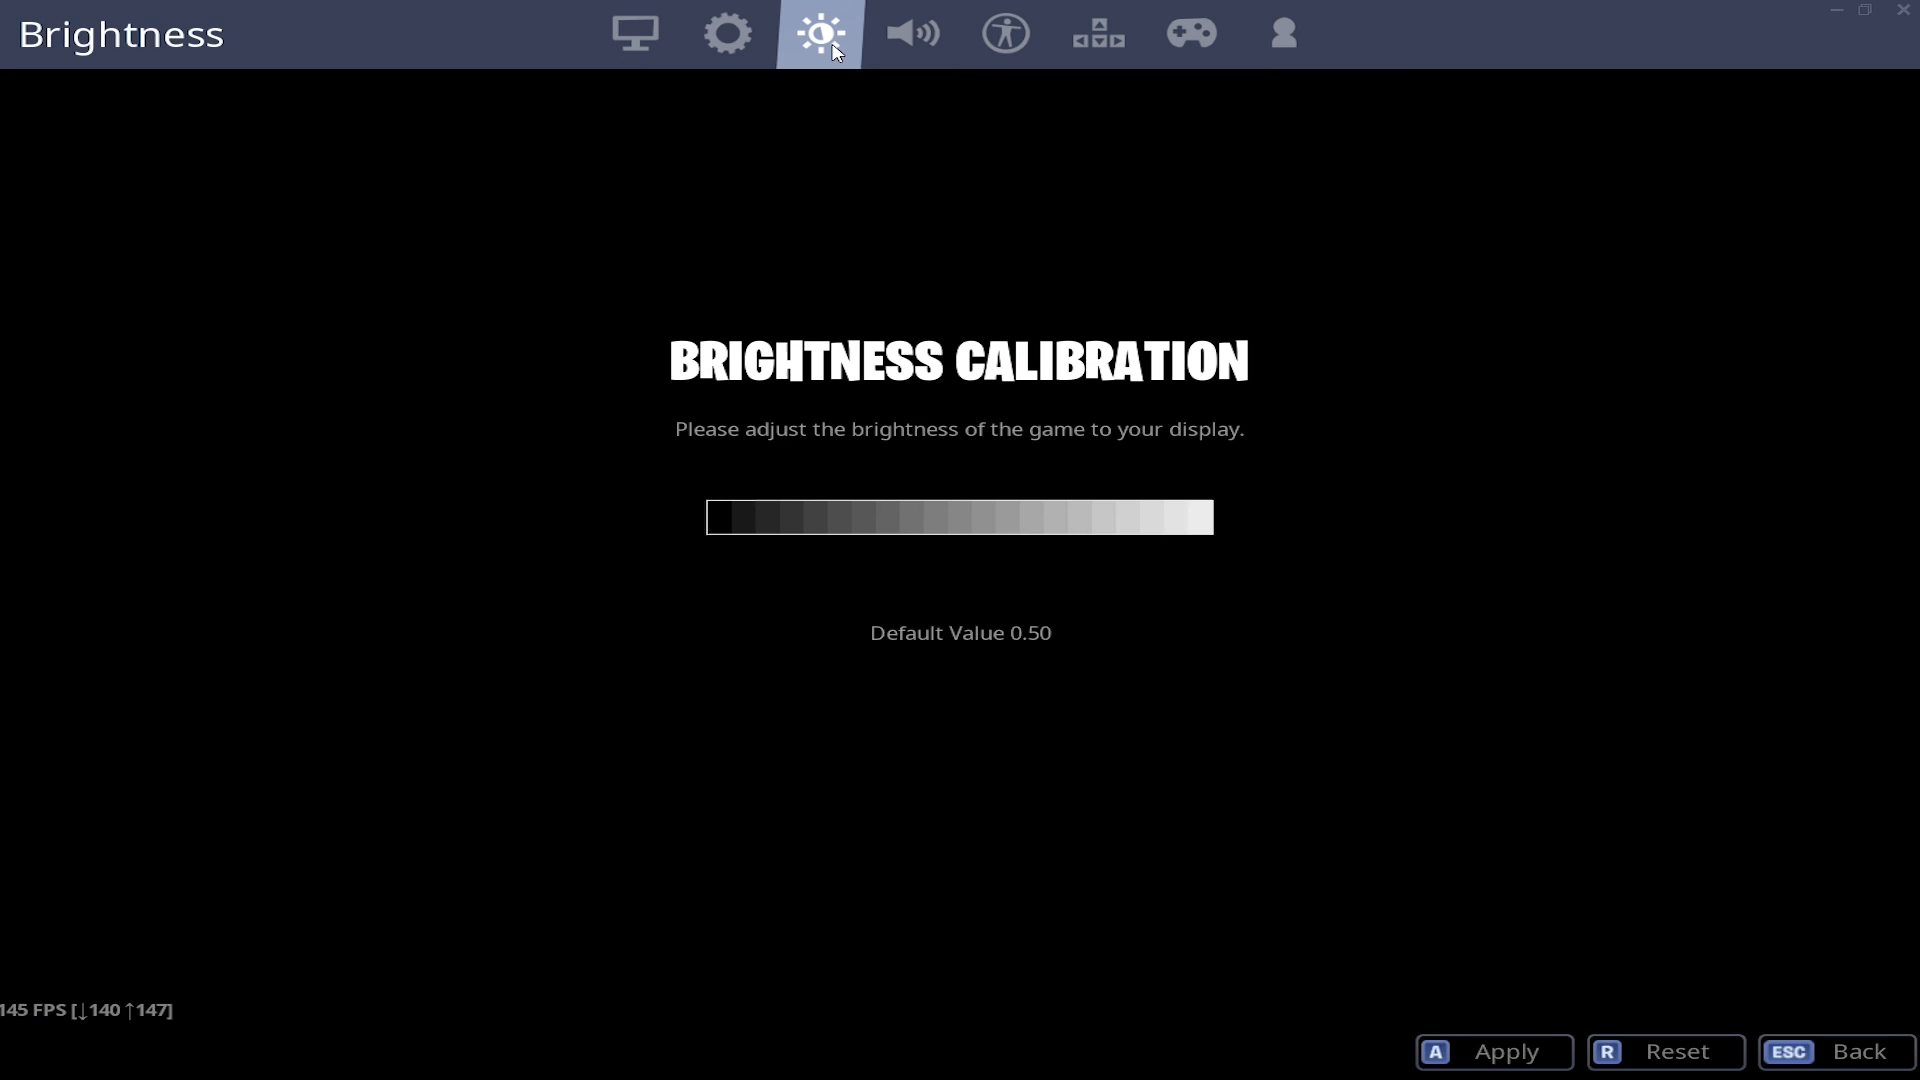 Brightness
BRIGHTNESS CALIBRATION
Please adjust the brightness of the game to your display.
Default Value 0.50
145 FPS [↓140 ↑147]
A Apply
R Reset
ESC Back